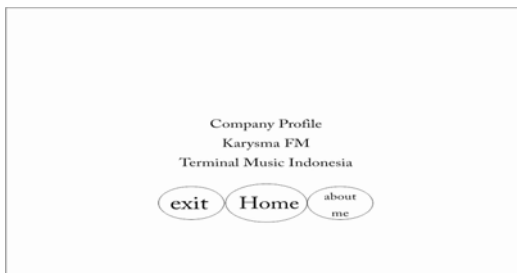 Company Profile
Karysma FM
Terminal Music Indonesia
exit Home about
me